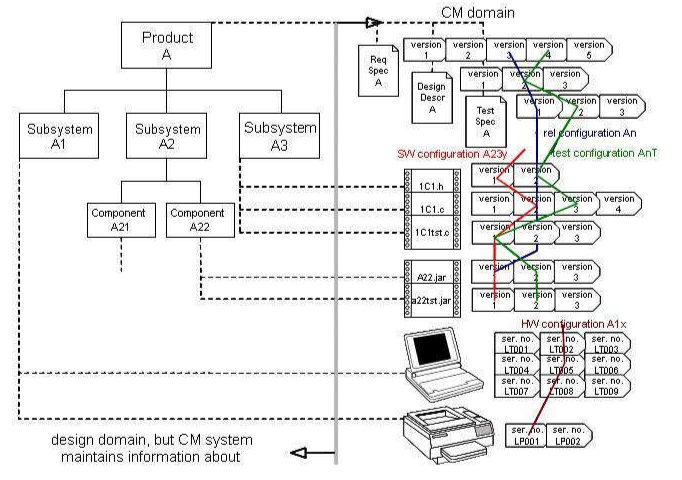 CM domain
Product
A
Req
Spec
A
version
1
version
2
version
3
version
4
version
5
Design
Descr
A
version
1
version
2
version
3
Test
Spec
A
version
1
version
2
version
3
Subsystem
A1
Subsystem
A2
Subsystem
A3
rel configuration An
SW configuration A23y
test configuration AnT
1C1.h
version
1
version
2
1C1.c
version
1
version
2
version
3
version
4
1C1tst.c
version
1
version
2
version
3
Component
A21
Component
A22
A22.jar
version
1
version
2
version
3
a22tst.jar
version
1
version
2
version
3
HW configuration A1x
ser. no.
LT001
ser. no.
LT002
ser. no.
LT003
ser. no.
LT004
ser. no.
LT005
ser. no.
LT006
ser. no.
LT007
ser. no.
LT008
ser. no.
LT009
ser. no.
LP001
ser. no.
LP002
design domain, but CM system
maintains information about